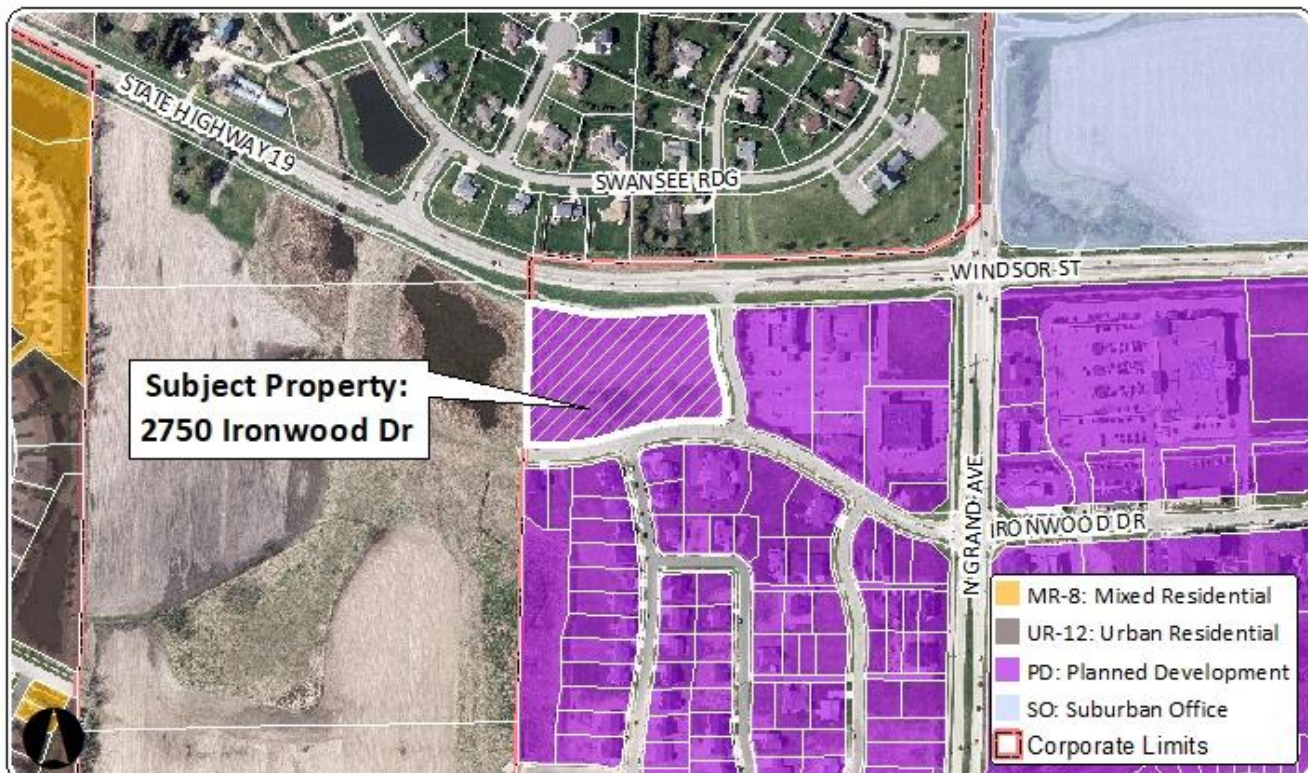 STATE HIGHWAY 19
SWANSEE RDG
WINDSOR ST
Subject Property:
2750 Ironwood Dr
N GRAND AVE
IRONWOOD DR
MR-8: Mixed Residential
UR-12: Urban Residential
PD: Planned Development
SO: Suburban Office
Corporate Limits